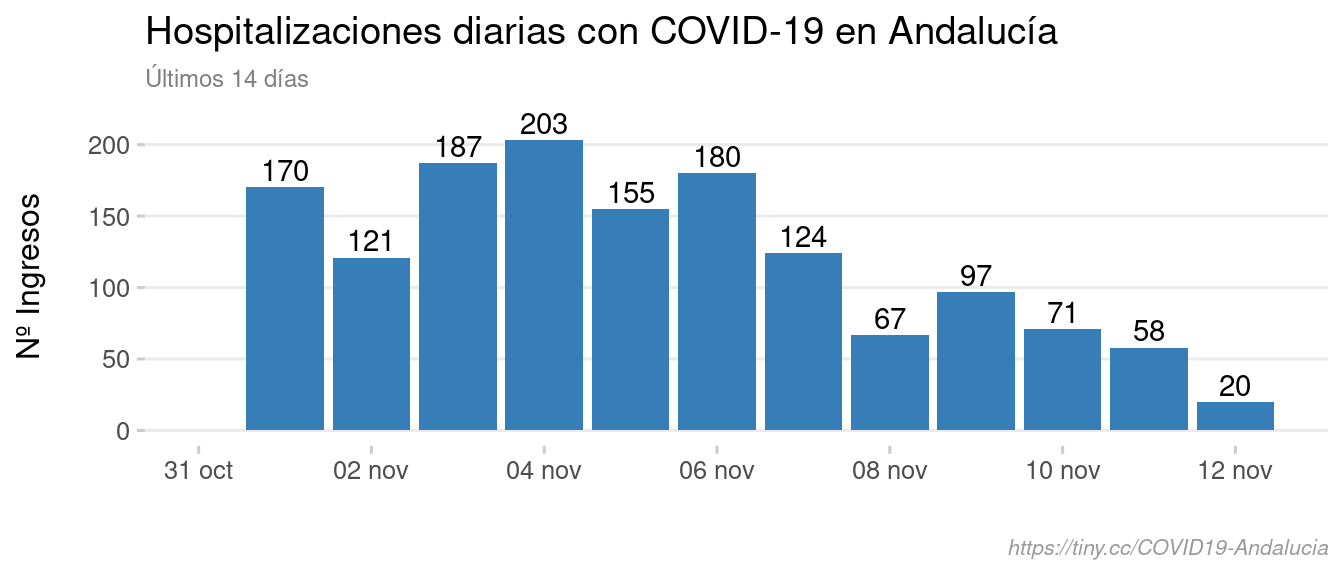 Hospitalizaciones diarias con COVID-19 en Andalucía
Últimos 14 días
Nº Ingresos
200
150
100
50
0
170
121
187
203
155
180
124
67
97
71
58
20
31 oct
02 nov
04 nov
06 nov
08 nov
10 nov
12 nov
https://tiny.cc/COVID19-Andalucia